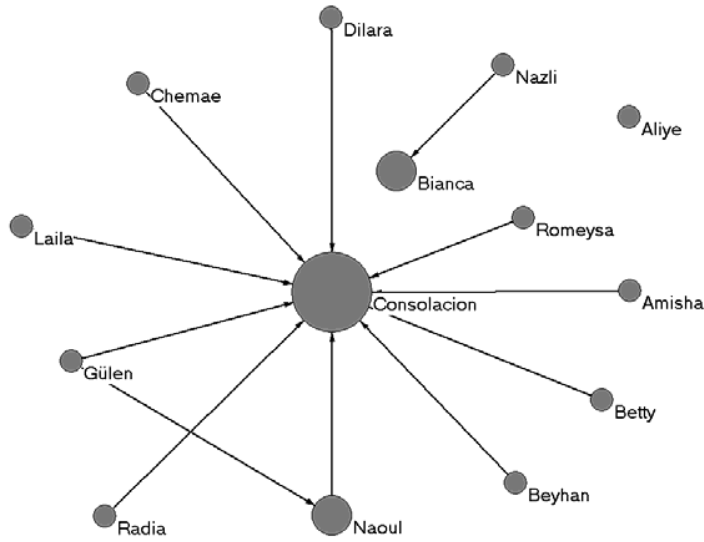 Dilara
Nazli
Chemae
Aliye
Bianca
Romeysa
Laila
Consolacion
Amisha
Gülen
Betty
Beyhan
Radia
Naoul